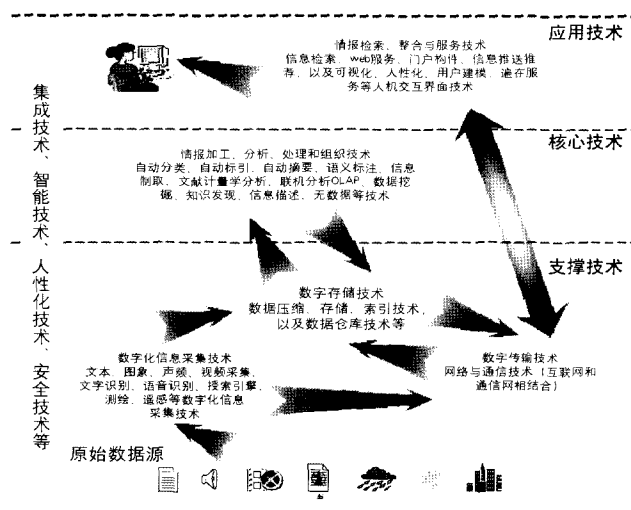 应用技术
情报检索、整合与服务技术
信息检索、web服务、门户构件、信息推送推
荐、以及可视化、人性化、用户建模、遍在服
务等人机交互界面技术
核心技术
情报加工、分析、处理和组织技术
自动分类、自动标引、自动摘要、语义标注、信息
制取、文献计量学分析、联机分析OLAP、数据挖
掘、知识发现、信息描述、无数据等技术
支撑技术
数字存储技术
数据压缩、存储、索引技术，
以及数据仓库技术等
数字化信息采集技术
文本、图象、声频、视频采集、
文字识别、语音识别、搜索引擎、
测绘、遥感等数字化信息
采集技术
数字传输技术
网络与通信技术（互联网和
通信网相结合）
原始数据源
集成技术、智能技术、人性化技术、安全技术等